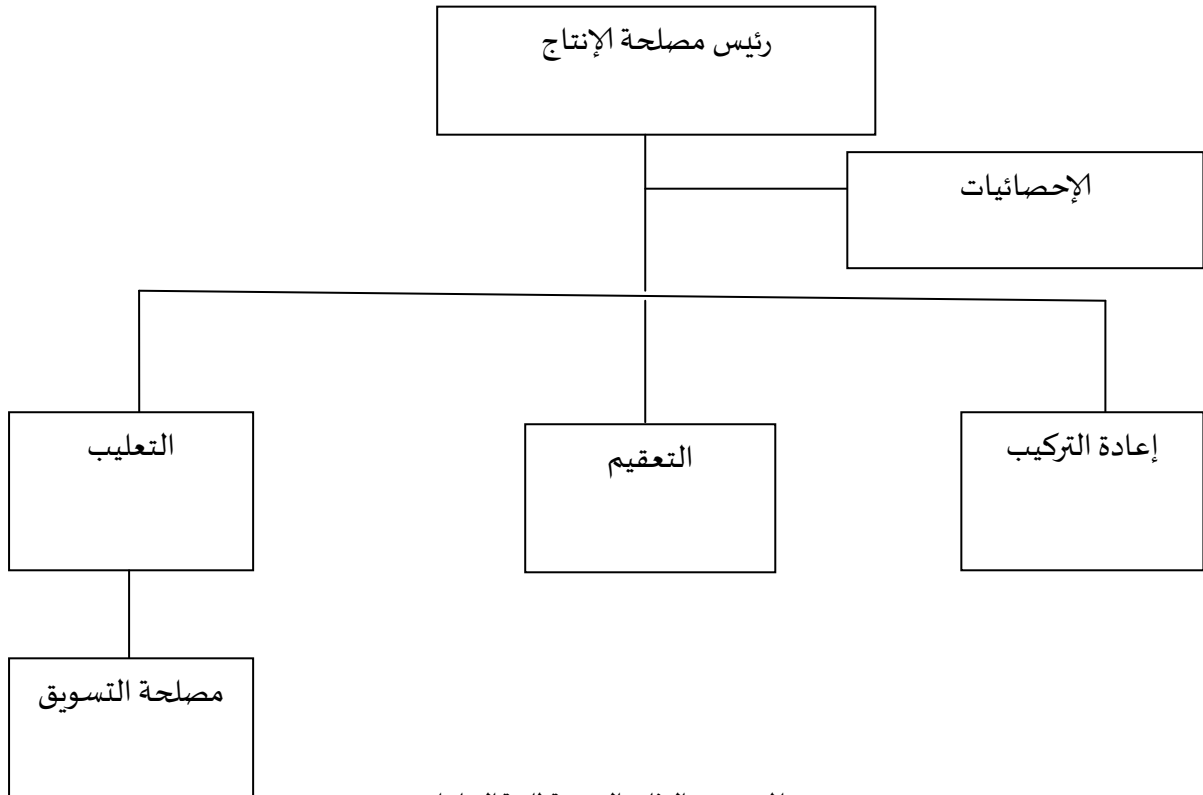 رئيس مصلحة الإنتاج
الإحصائيات
إعادة التركيب
التعقيم
التعليب
مصلحة التسويق